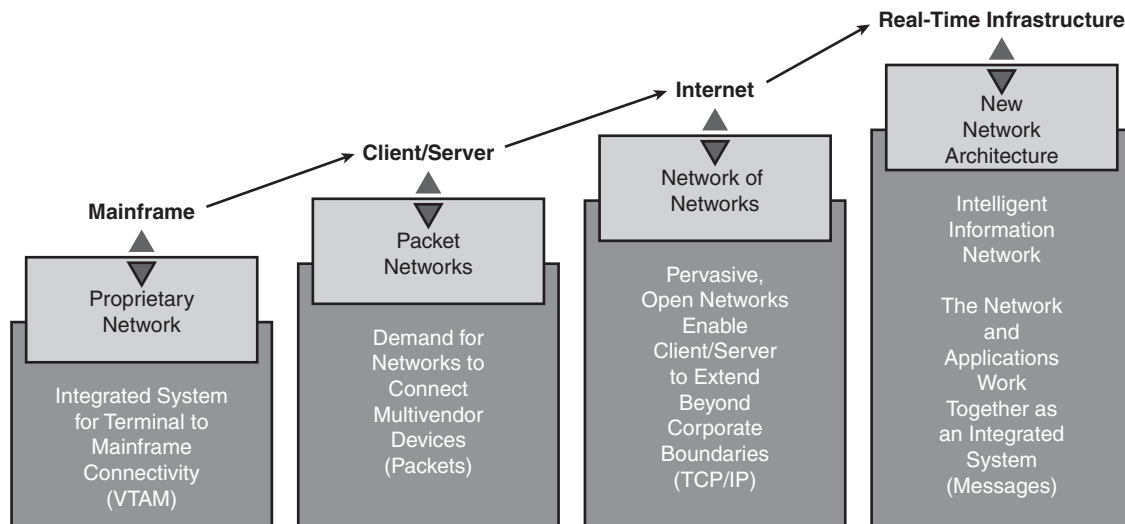 Mainframe
Proprietary
Network
Integrated System
for Terminal to
Mainframe
Connectivity
(VTAM)
Client/Server
Packet
Networks
Demand for
Networks to
Connect
Multivendor
Devices
(Packets)
Internet
Network of
Networks
Pervasive,
Open Networks
Enable
Client/Server
to Extend
Beyond
Corporate
Boundaries
(TCP/IP)
Real-Time Infrastructure
New
Network
Architecture
Intelligent
Information
Network
The Network
and
Applications
Work
Together as
an Integrated
System
(Messages)